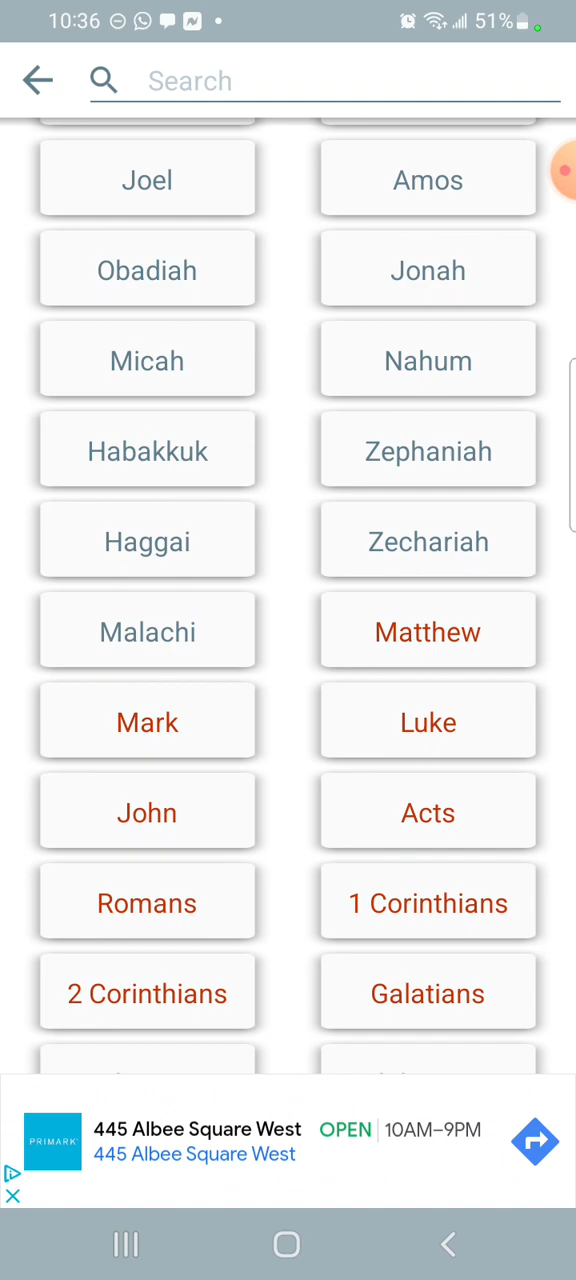 10:36 51%
Search
Joel Amos
Obadiah Jonah
Micah Nahum
Habakkuk Zephaniah
Haggai Zechariah
Malachi Matthew
Mark Luke
John Acts
Romans 1 Corinthians
2 Corinthians Galatians
PRIMARK
445 Albee Square West OPEN 10AM–9PM
445 Albee Square West